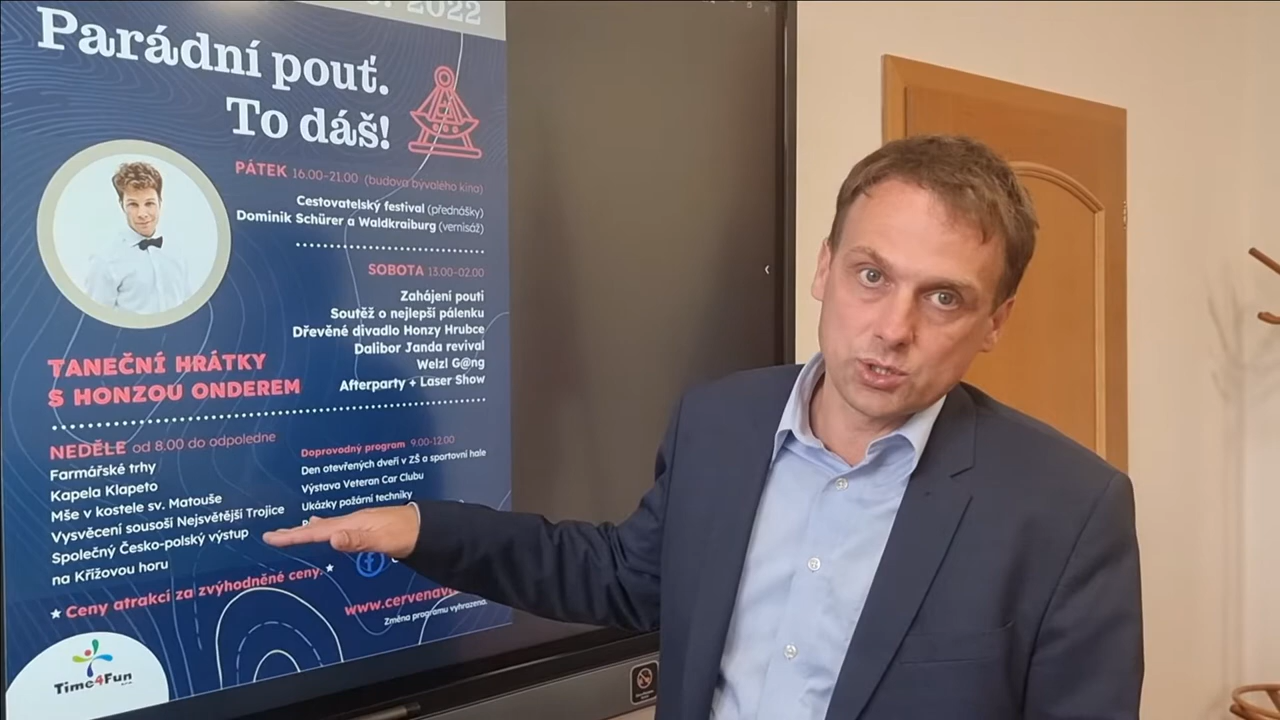 2022
Parádní pouť.
To dáš!
PÁTEK 16.00–21.00 (budova bývalého kina)
Cestovatelský festival (přednášky)
Dominik Schürer a Waldkraiburg (vernisáž)
SOBOTA 13.00–02.00
Zahájení pouti
Soutěž o nejlepší pálenku
Dřevěné divadlo Honzy Hrubce
Dalibor Janda revival
Welzl G@ng
Afterparty + Laser Show
TANEČNÍ HRÁTKY
S HONZOU ONDEREM
NEDĚLE od 8.00 do odpoledne
Farmářské trhy
Kapela Klapeto
Mše v kostele sv. Matouše
Vysvěcení sousoší Nejsvětější Trojice
Společný Česko-polský výstup
na Křížovou horu
Doprovodný program 9.00-12.00
Den otevřených dveří v ZŠ a sportovní hale
Výstava Veteran Car Clubu
Ukázky požární techniky
★ Ceny atrakcí za zvýhodněné ceny. ★
www.cervenav
Změna programu vyhrazena.
Time4Fun